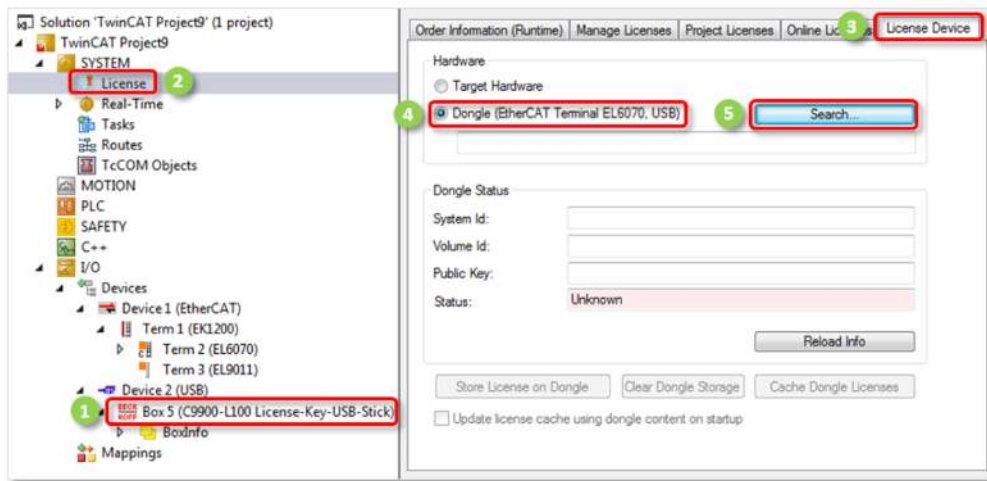 Solution 'TwinCAT Project9' (1 project)
TwinCAT Project9
SYSTEM
License
2
Real-Time
Tasks
Routes
TcCOM Objects
MOTION
PLC
SAFETY
C++
I/O
Devices
Device 1 (EtherCAT)
Term 1 (EK1200)
Term 2 (EL6070)
Term 3 (EL9011)
Device 2 (USB)
1
BECK
HOFF
Box 5 (C9900-L100 License-Key-USB-Stick)
BoxInfo
Mappings
Order Information (Runtime)
Manage Licenses
Project Licenses
Online
3
License Device
Hardware
Target Hardware
4
Dongle (EtherCAT Terminal EL6070, USB)
5
Search...
Dongle Status
System Id:
Volume Id:
Public Key:
Status:
Unknown
Reload Info
Store License on Dongle
Clear Dongle Storage
Cache Dongle Licenses
Update license cache using dongle content on startup